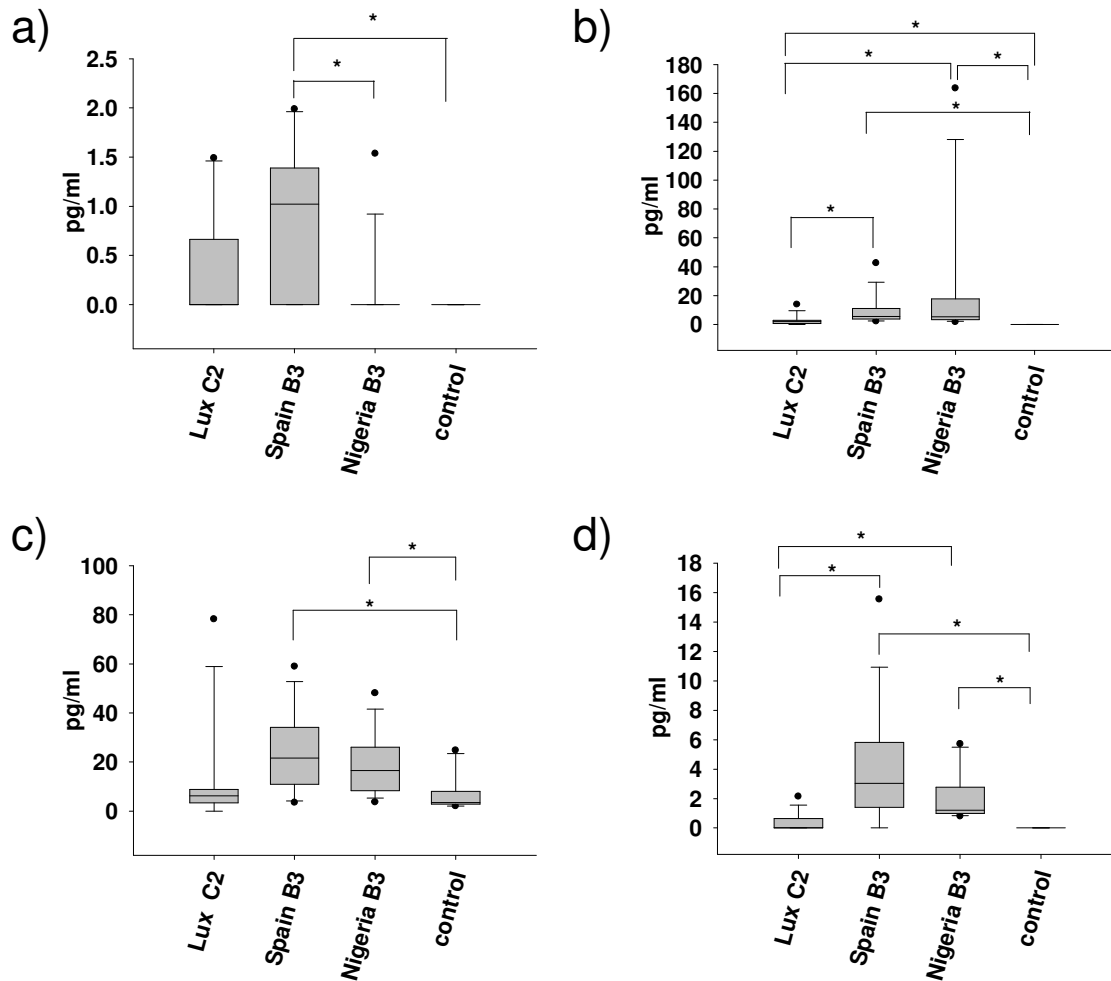 a)
*
*
2.5
2.0
1.5
1.0
0.5
0.0
pg/ml
Lux C2
Spain B3
Nigeria B3
control
b)
*
*
*
*
*
180
160
140
120
100
80
60
40
20
0
pg/ml
Lux C2
Spain B3
Nigeria B3
control
c)
*
*
100
80
60
40
20
0
pg/ml
Lux C2
Spain B3
Nigeria B3
control
d)
*
*
*
*
18
16
14
12
10
8
6
4
2
0
pg/ml
Lux C2
Spain B3
Nigeria B3
control